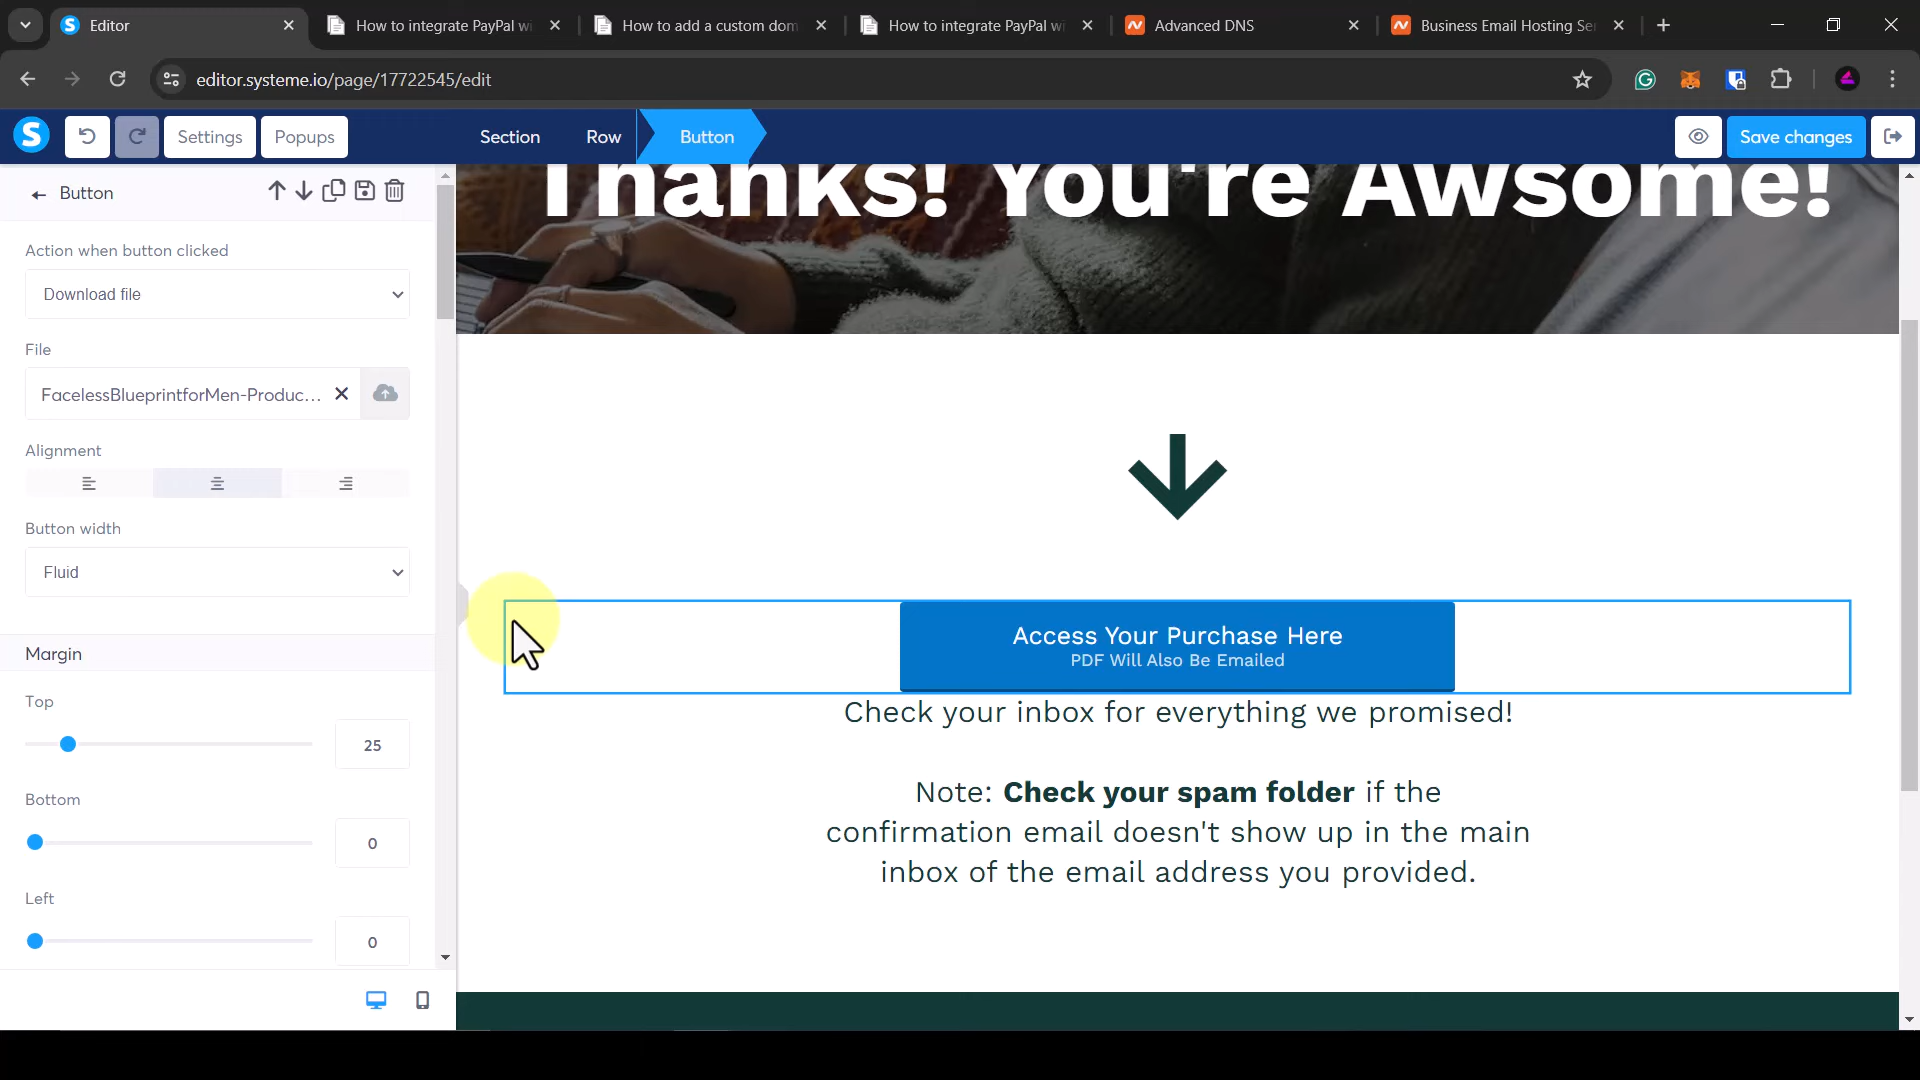 Editor
How to integrate PayPal wi
How to add a custom dom
How to integrate PayPal wi
Advanced DNS
Business Email Hosting Ser
editor.systeme.io/page/17722545/edit
S
Settings
Popups
Section
Row
Button
Save changes
Button
Action when button clicked
Download file
File
FacelessBlueprintforMen-Produc...
Alignment
Button width
Fluid
Margin
Top
25
Bottom
0
Left
0
Thanks! You're Awsome!
Access Your Purchase Here
PDF Will Also Be Emailed
Check your inbox for everything we promised!
Note: Check your spam folder if the
confirmation email doesn't show up in the main
inbox of the email address you provided.